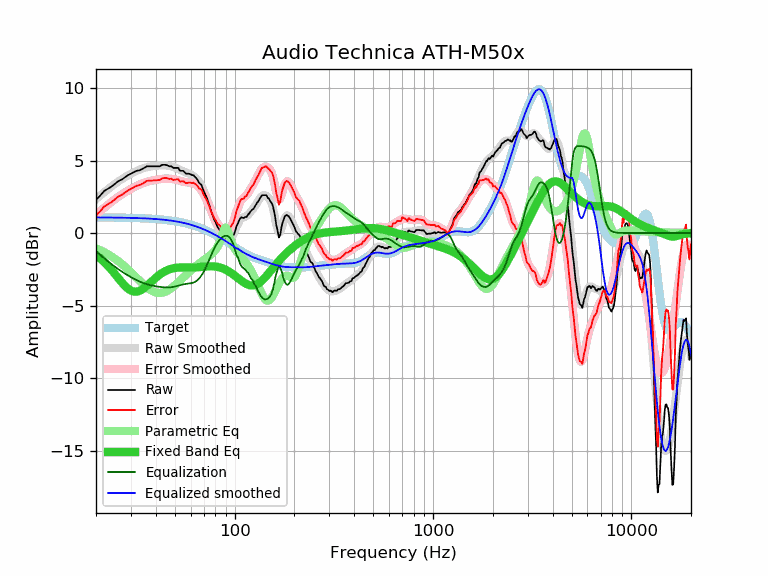 Audio Technica ATH-M50x
10
5
0
−5
−10
−15
Amplitude (dBr)
Target
Raw Smoothed
Error Smoothed
Raw
Error
Parametric Eq
Fixed Band Eq
Equalization
Equalized smoothed
100
1000
10000
Frequency (Hz)